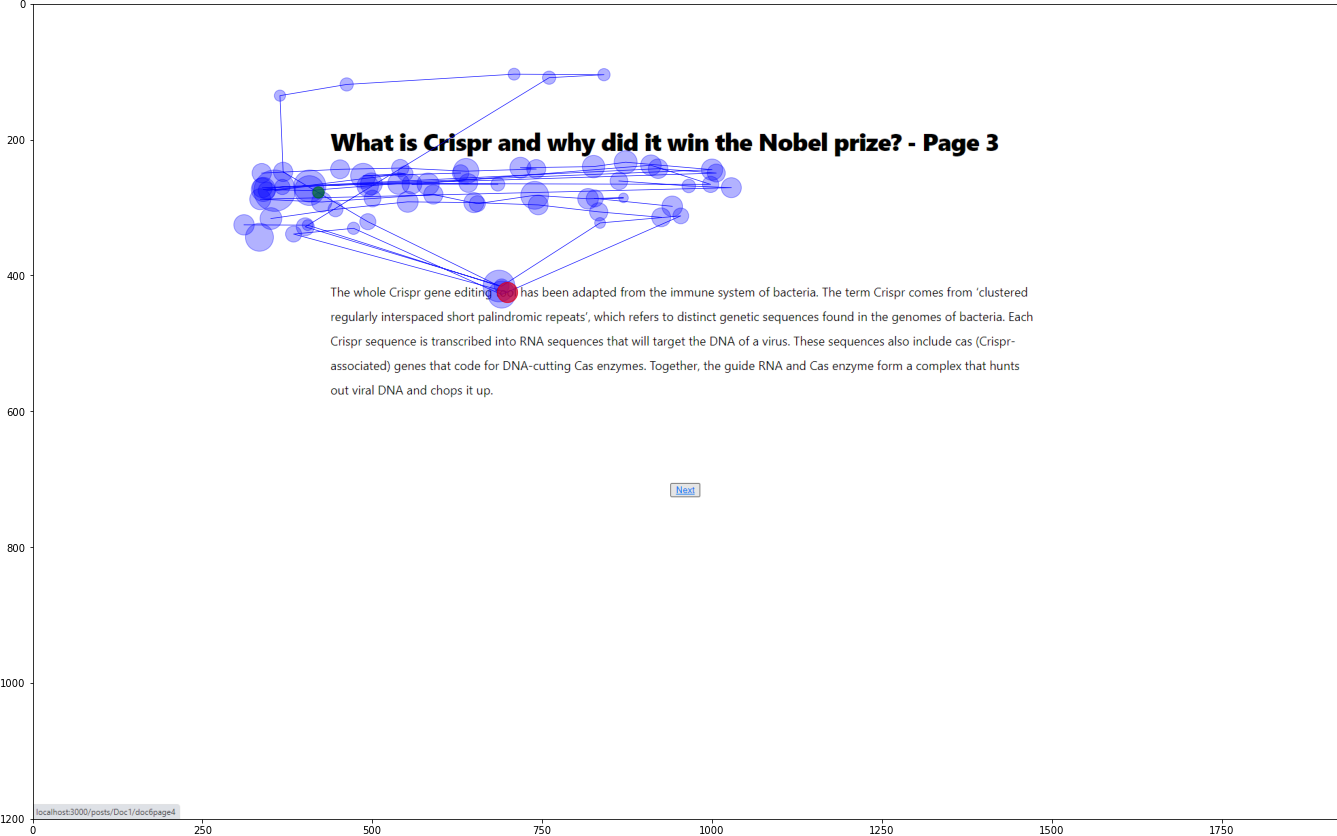 0
200
What is Crispr and why did it win the Nobel prize? - Page 3
400
The whole Crispr gene editing has been adapted from the immune system of bacteria. The term Crispr comes from ‘clustered
regularly interspaced short palindromic repeats’, which refers to distinct genetic sequences found in the genomes of bacteria. Each
Crispr sequence is transcribed into RNA sequences that will target the DNA of a virus. These sequences also include cas (Crispr-
associated) genes that code for DNA-cutting Cas enzymes. Together, the guide RNA and Cas enzyme form a complex that hunts
out viral DNA and chops it up.
600
Next
800
1000
localhost:3000/posts/Doc1/doc6page4
1200
0 250 500 750 1000 1250 1500 1750